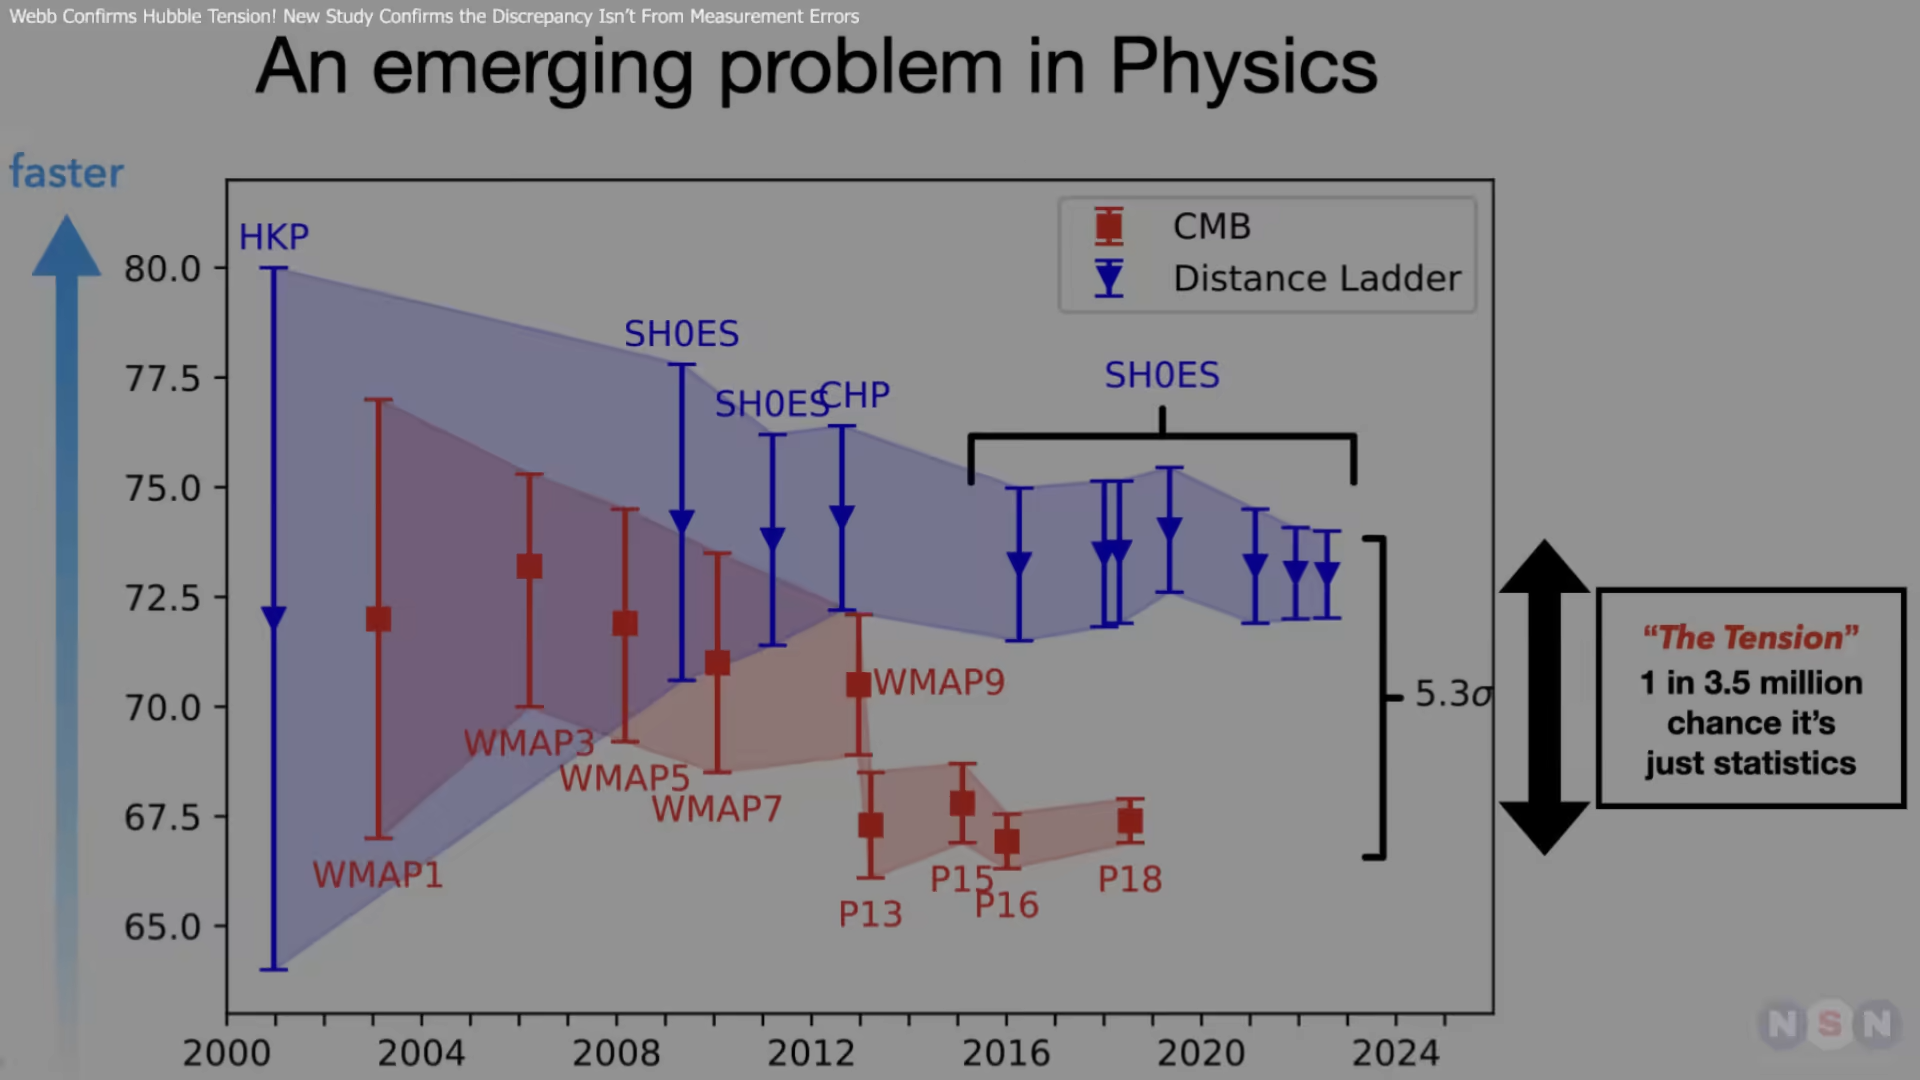 Webb Confirms Hubble Tension! New Study Confirms the Discrepancy Isn't From Measurement Errors
An emerging problem in Physics
faster
CMB
Distance Ladder
HKP
SH0ES
SH0ES
CHP
SH0ES
80.0
77.5
75.0
72.5
70.0
67.5
65.0
WMAP1
WMAP3
WMAP5
WMAP7
WMAP9
P13
P15
P16
P18
5.3σ
"The Tension"
1 in 3.5 million
chance it's
just statistics
2000 2004 2008 2012 2016 2020 2024
NSN